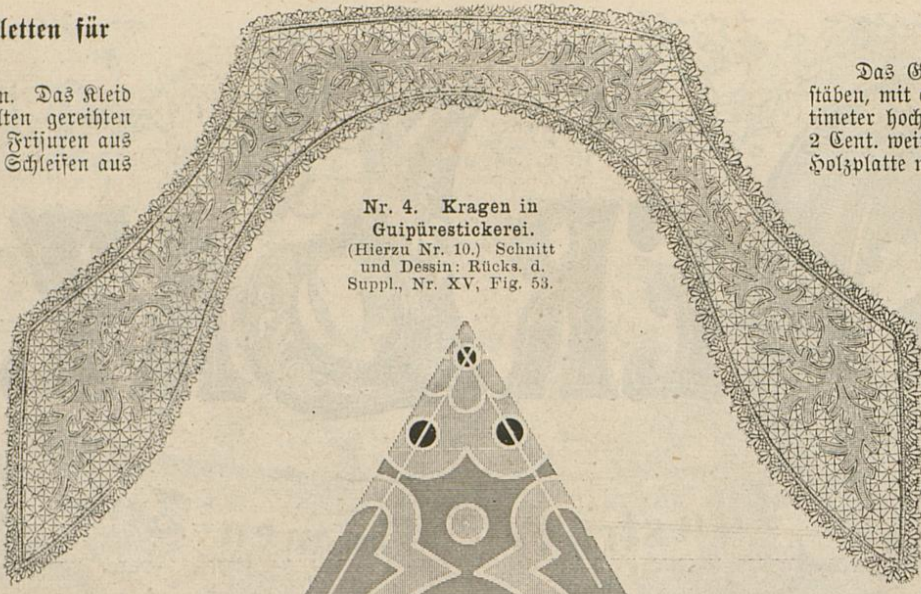 letten für
n. Das Kleid
lten gereihten
Frisuren aus
Schleifen aus
Nr. 4. Kragen in
Guipürestickerei.
(Hierzu Nr. 10.) Schnitt
und Dessin: Rücks. d.
Suppl., Nr. XV, Fig. 53.
Das G
stäben, mit
timeter hoch
2 Cent. wei
Holzplatte